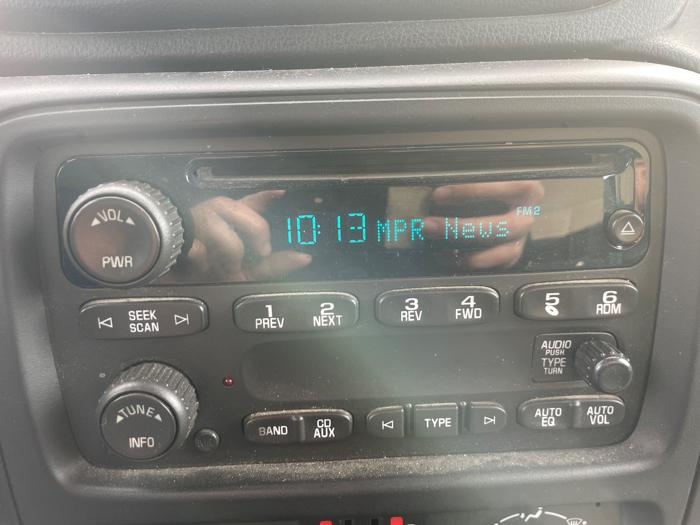 VOL
PWR
10:13 MPR News FM2
SEEK
SCAN
1
PREV
2
NEXT
3
REV
4
FWD
5
6
RDM
AUDIO
PUSH
TYPE
TURN
TUNE
INFO
BAND
CD
AUX
TYPE
AUTO
EQ
AUTO
VOL